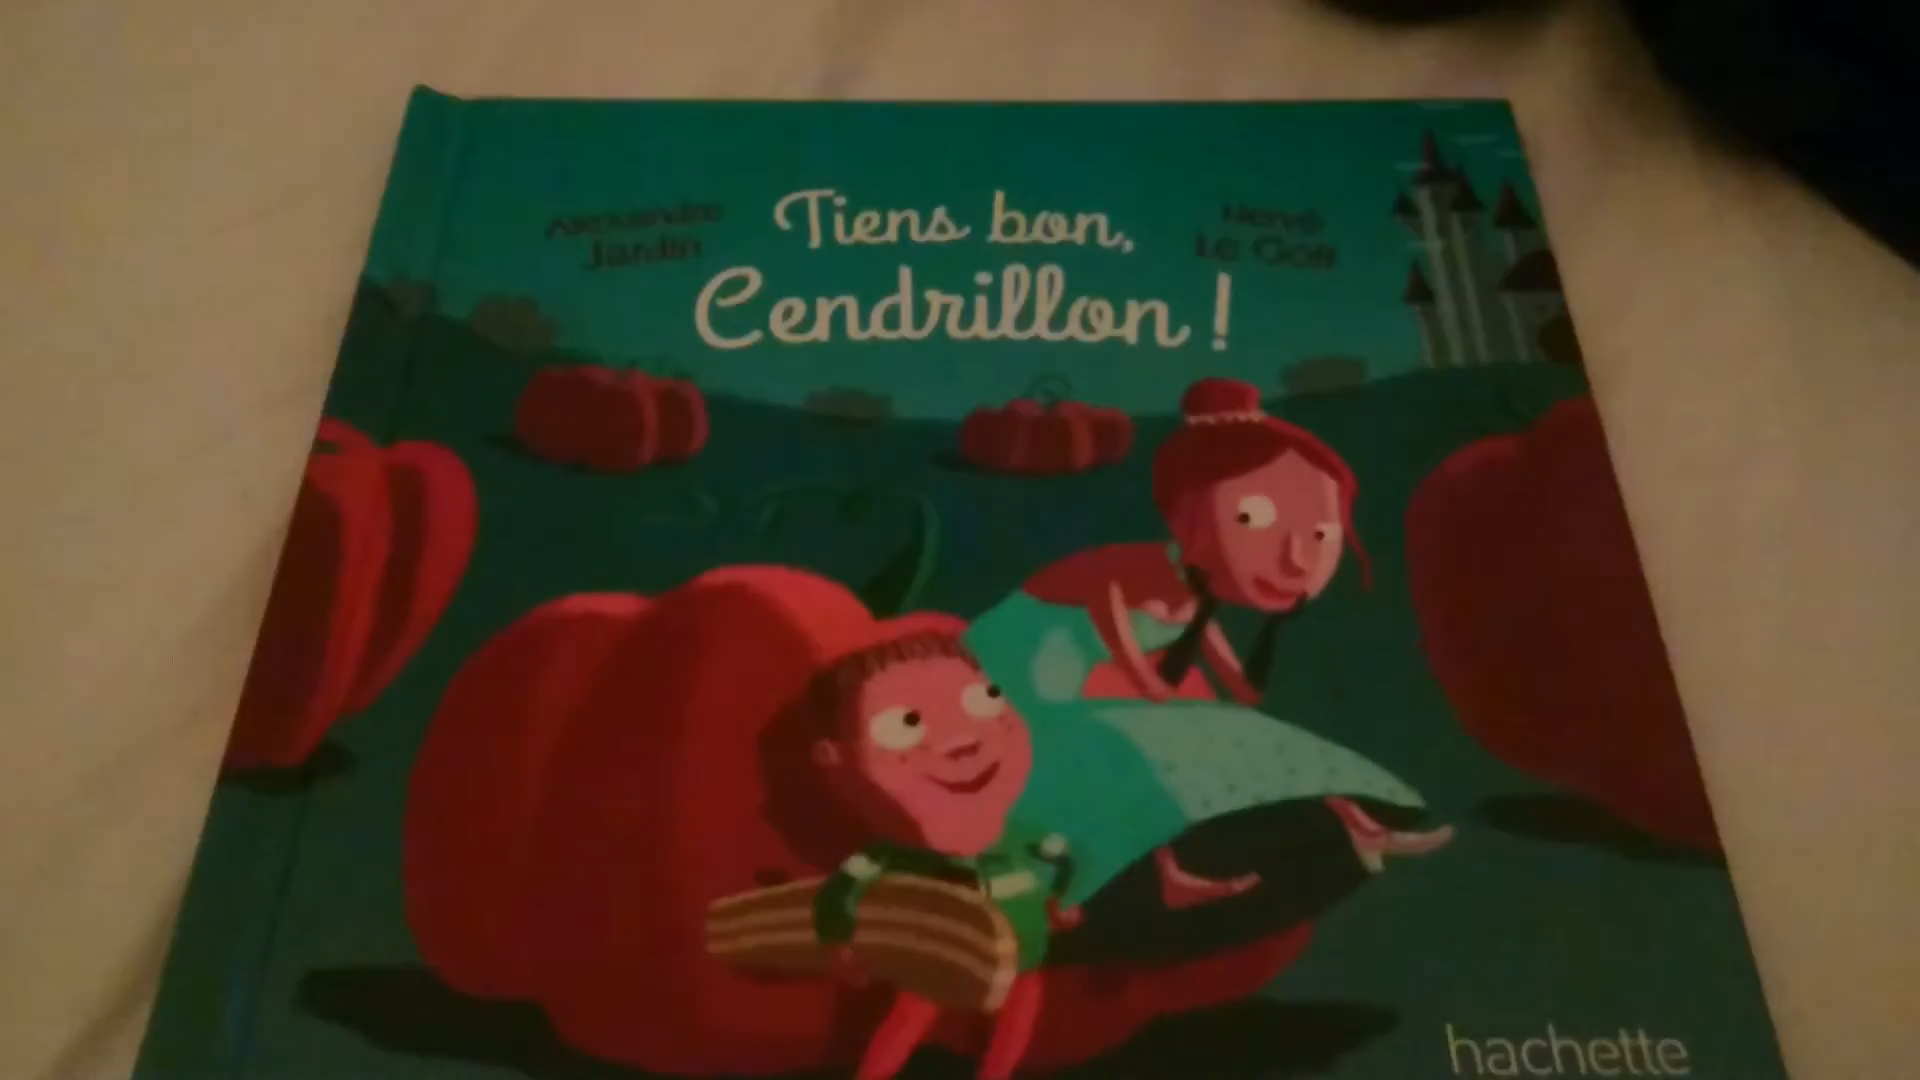 Alexandre
Jardin
Tiens bon,
Cendrillon !
Hervé
Le Goff
hachette